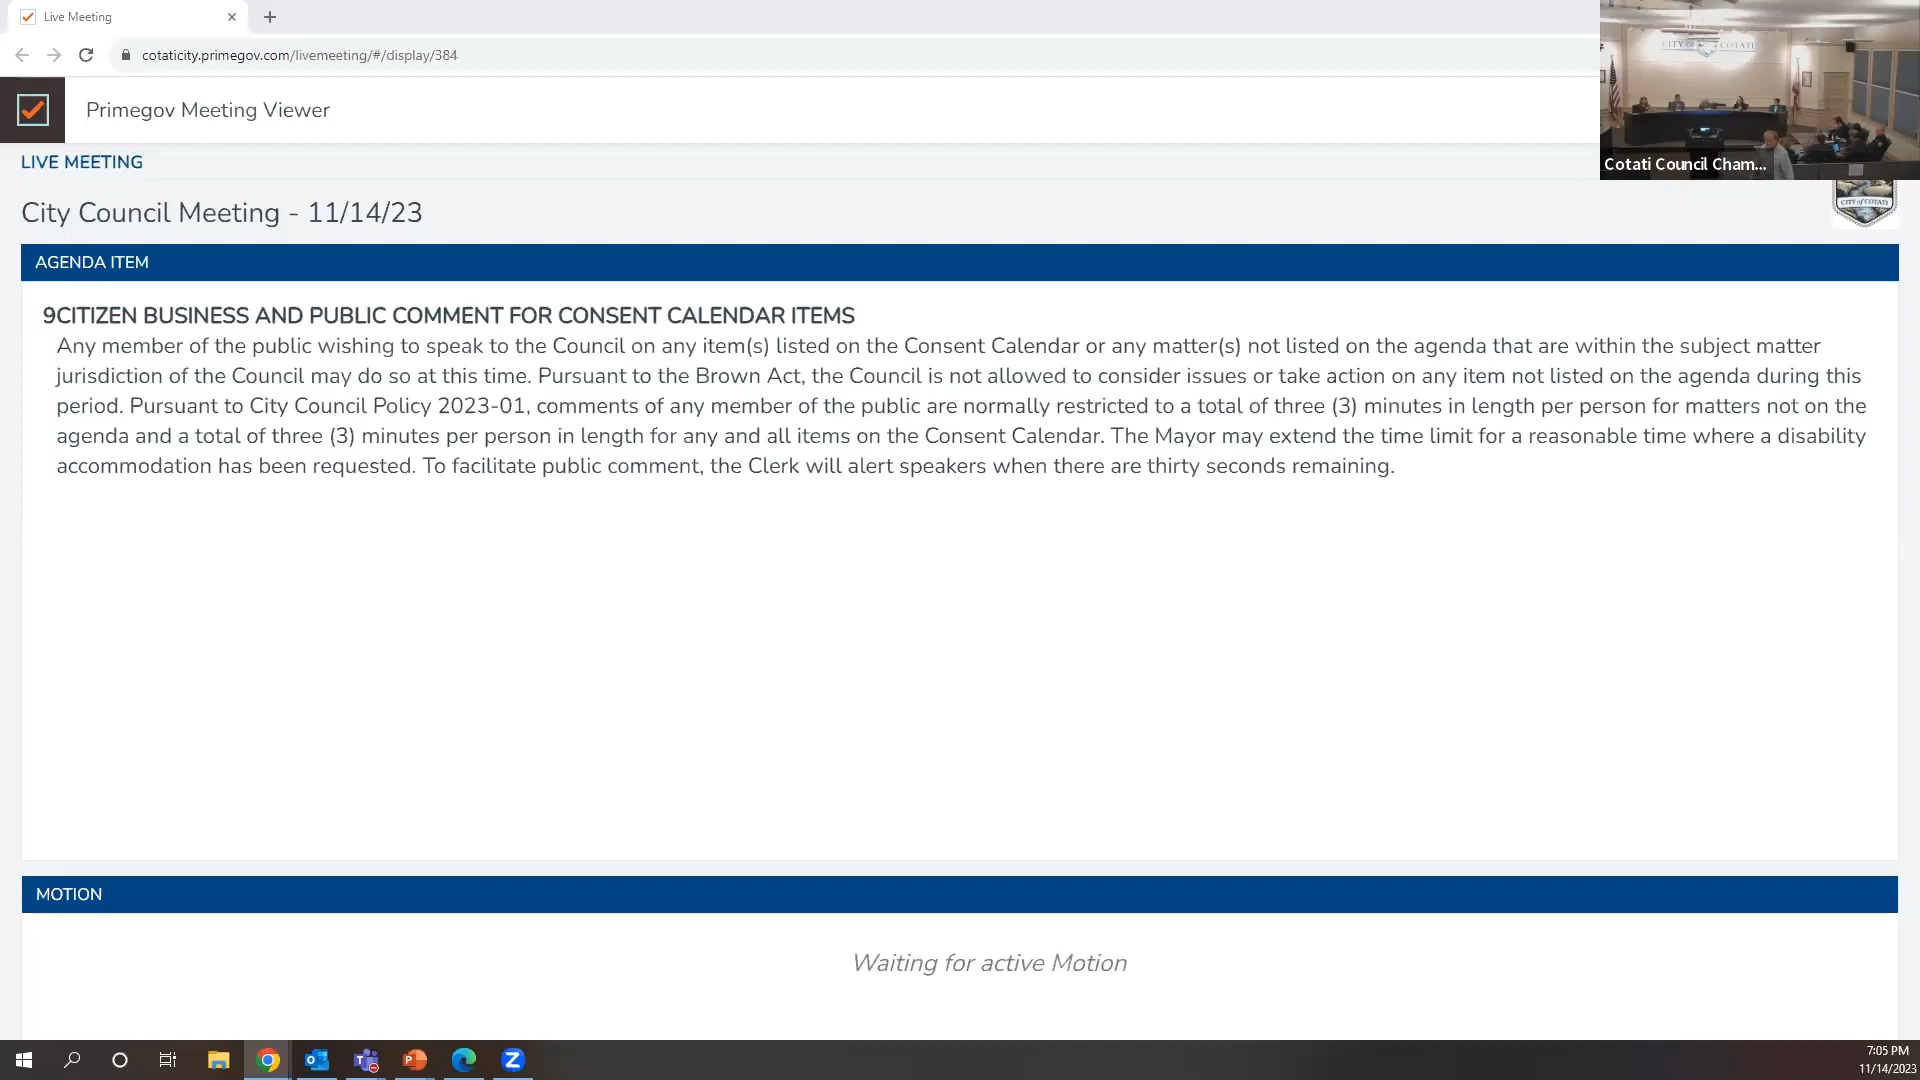 Live Meeting
cotaticity.primegov.com/livemeeting/#/display/384
Primegov Meeting Viewer
CITY OF COTATI
Cotati Council Cham...
LIVE MEETING
City Council Meeting - 11/14/23
CITY of COTATI
AGENDA ITEM
9CITIZEN BUSINESS AND PUBLIC COMMENT FOR CONSENT CALENDAR ITEMS
Any member of the public wishing to speak to the Council on any item(s) listed on the Consent Calendar or any matter(s) not listed on the agenda that are within the subject matter
jurisdiction of the Council may do so at this time. Pursuant to the Brown Act, the Council is not allowed to consider issues or take action on any item not listed on the agenda during this
period. Pursuant to City Council Policy 2023-01, comments of any member of the public are normally restricted to a total of three (3) minutes in length per person for matters not on the
agenda and a total of three (3) minutes per person in length for any and all items on the Consent Calendar. The Mayor may extend the time limit for a reasonable time where a disability
accommodation has been requested. To facilitate public comment, the Clerk will alert speakers when there are thirty seconds remaining.
MOTION
Waiting for active Motion
7:05 PM
11/14/2023